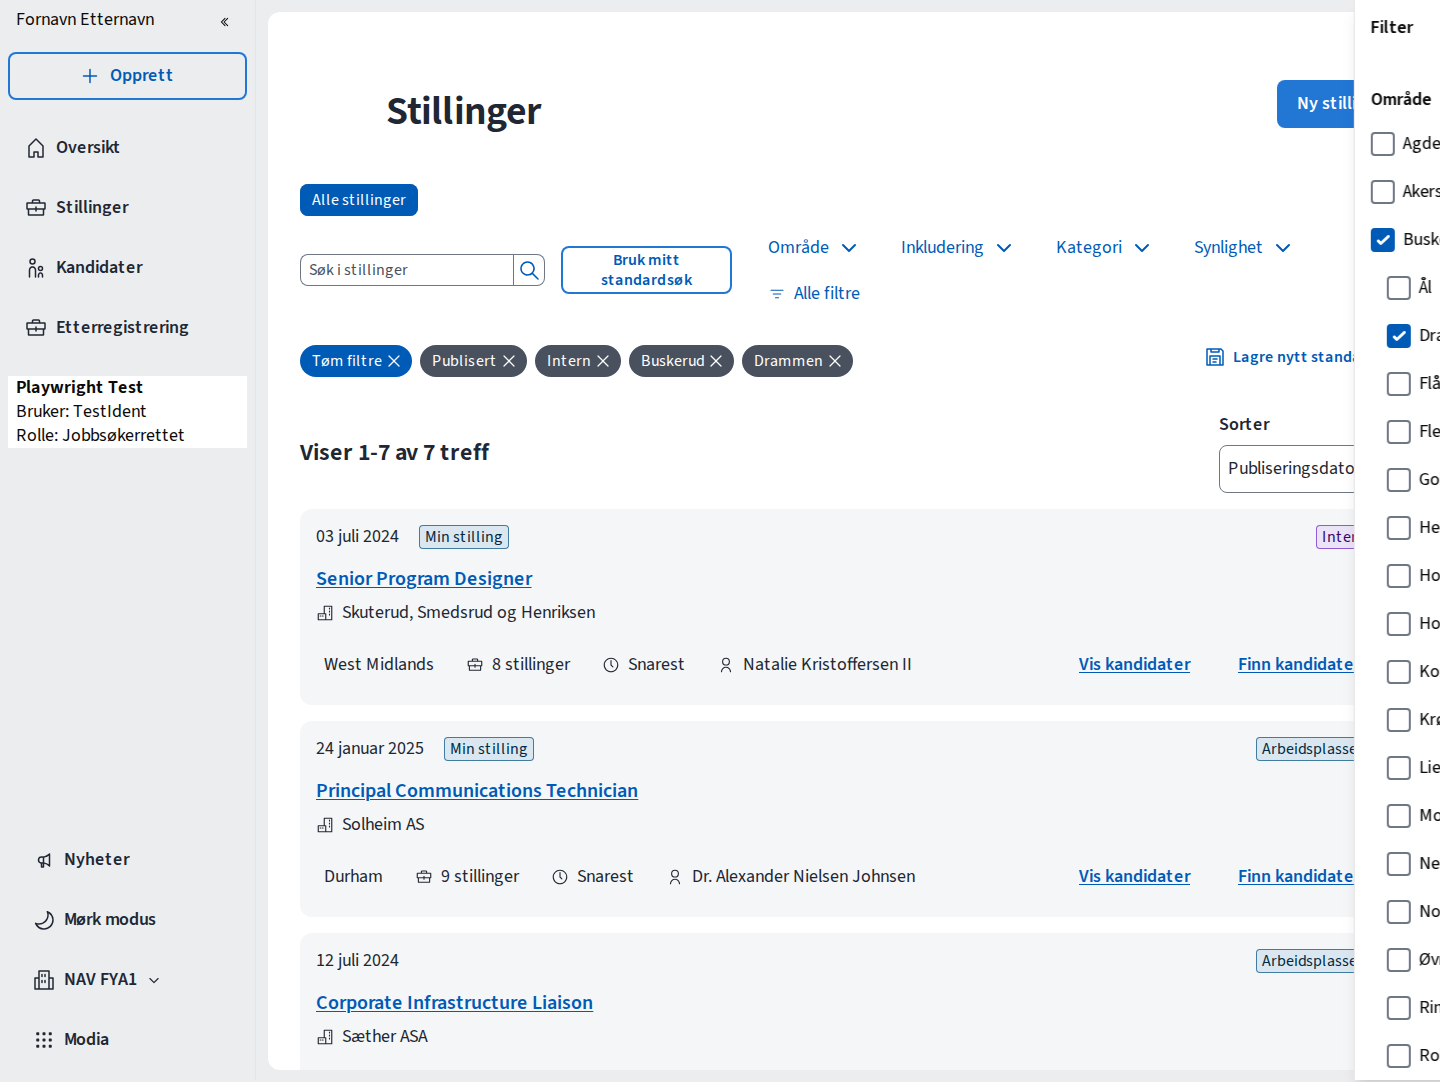 Fornavn Etternavn
Opprett
Oversikt
Stillinger
Kandidater
Etterregistrering
Playwright Test
Bruker: TestIdent
Rolle: Jobbsøkerrettet
Nyheter
Mørk modus
NAV FYA1
Modia
Stillinger
Ny stilli
Alle stillinger
Søk i stillinger
Bruk mitt
standardsøk
Område
Inkludering
Kategori
Synlighet
Alle filtre
Tøm filtre
Publisert
Intern
Buskerud
Drammen
Lagre nytt standa
Viser 1-7 av 7 treff
Sorter
Publiseringsdato
03 juli 2024
Min stilling
Inter
Senior Program Designer
Skuterud, Smedsrud og Henriksen
West Midlands
8 stillinger
Snarest
Natalie Kristoffersen II
Vis kandidater
Finn kandidate
24 januar 2025
Min stilling
Arbeidsplasse
Principal Communications Technician
Solheim AS
Durham
9 stillinger
Snarest
Dr. Alexander Nielsen Johnsen
Vis kandidater
Finn kandidate
12 juli 2024
Arbeidsplasse
Corporate Infrastructure Liaison
Sæther ASA
Filter
Område
Agde
Akers
Busk
Ål
Dra
Flå
Fle
Go
He
Ho
Ho
Ko
Krø
Lie
Mo
Ne
No
Øv
Rin
Ro